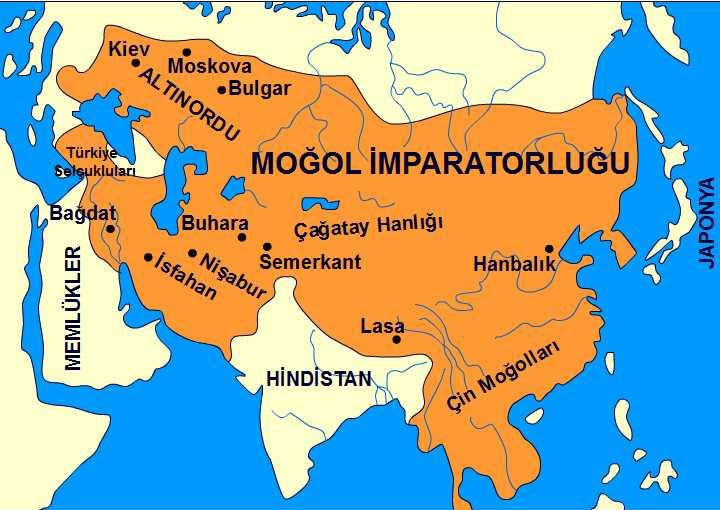 Kiev
Moskova
Bulgar
ALTINORDU
MOĞOL İMPARATORLUĞU
Türkiye
Selçukluları
Bağdat
Buhara
Çağatay Hanlığı
Semerkant
Hanbalık
JAPONYA
İsfahan
Nişabur
MEMLÜKLER
Lasa
HİNDİSTAN
Çin Moğolları